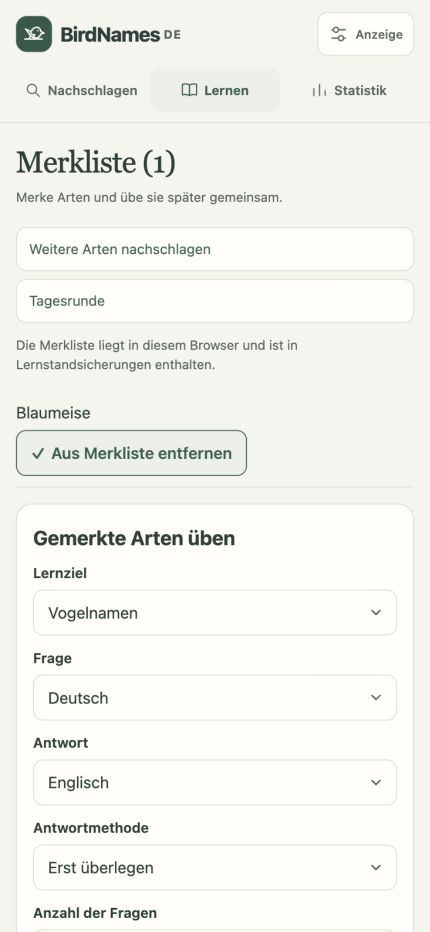 BirdNames DE
Anzeige
Nachschlagen
Lernen
Statistik
Merkliste (1)
Merke Arten und übe sie später gemeinsam.
Weitere Arten nachschlagen
Tagesrunde
Die Merkliste liegt in diesem Browser und ist in
Lernstandsicherungen enthalten.
Blaumeise
✓ Aus Merkliste entfernen
Gemerkte Arten üben
Lernziel
Vogelnamen
Frage
Deutsch
Antwort
Englisch
Antwortmethode
Erst überlegen
Anzahl der Fragen